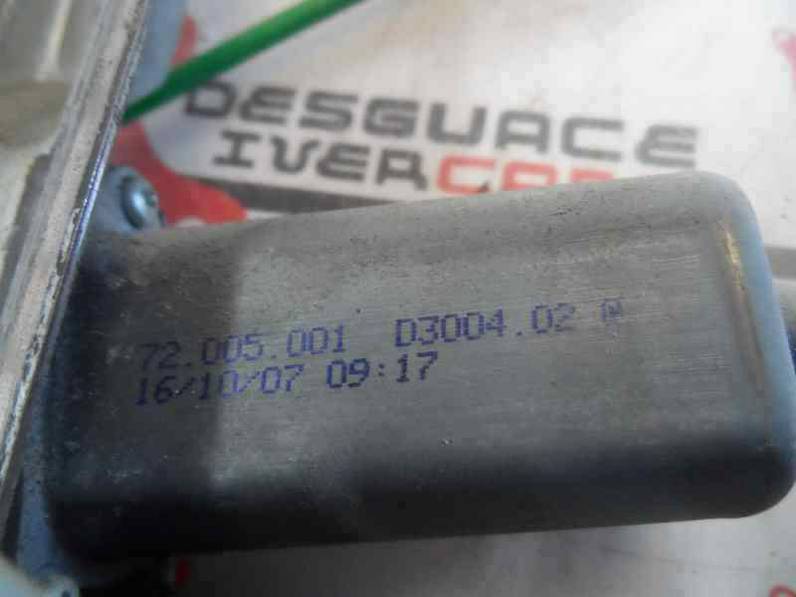 DESGUACE
IVERCAR
72.005.001 D3004.02
16/10/07 09:17